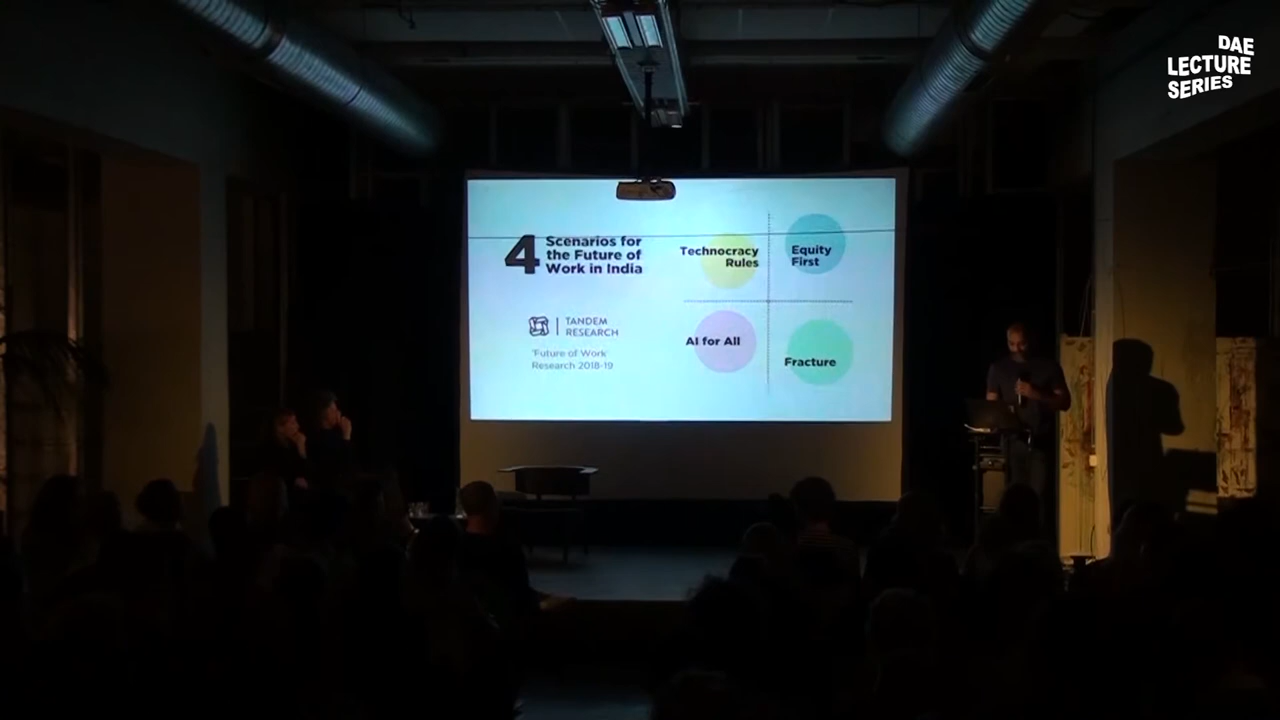 DAE
LECTURE
SERIES
4
Scenarios for
the Future of
Work in India
TANDEM
RESEARCH
'Future of Work'
Research 2018-19
Technocracy
Rules
Equity
First
AI for All
Fracture